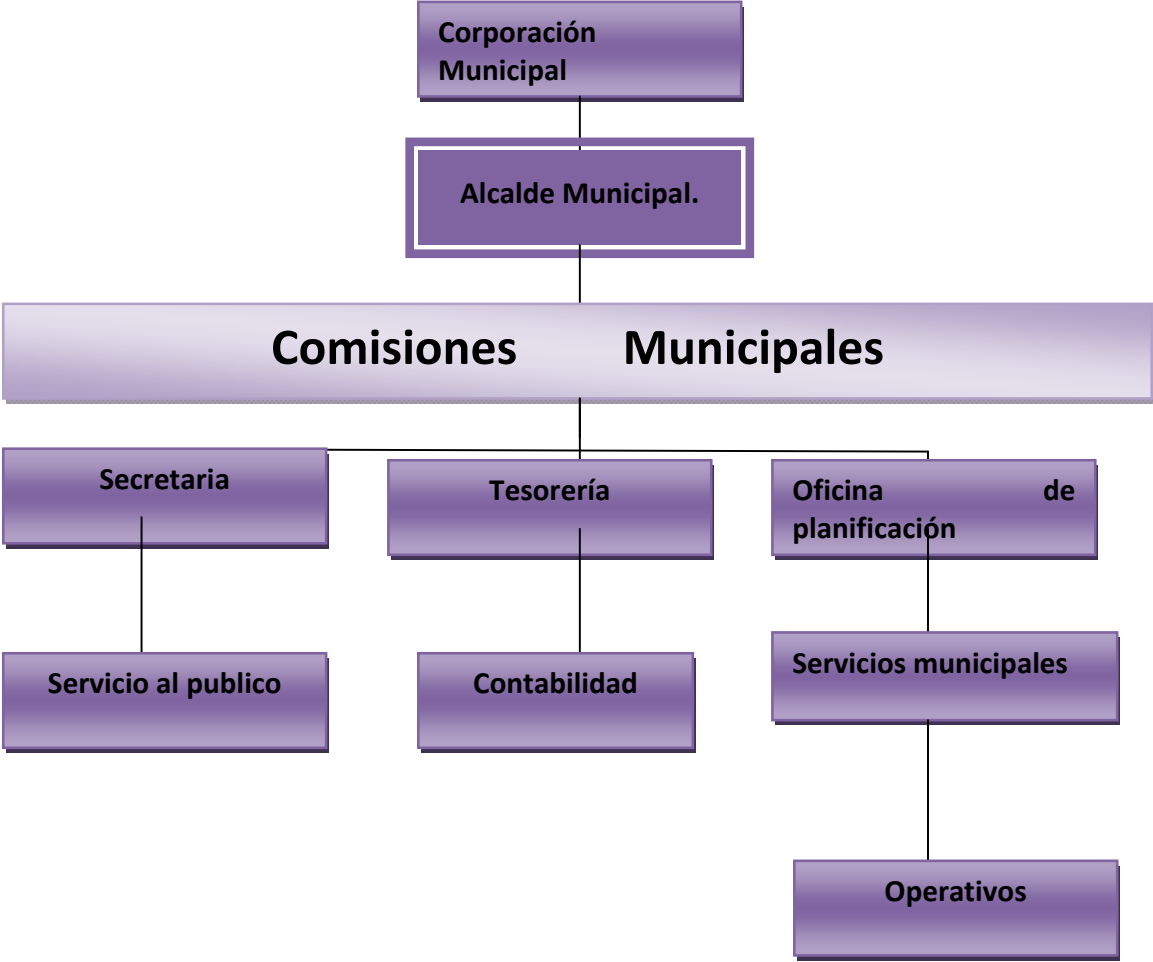 Corporación
Municipal
Alcalde Municipal.
Comisiones Municipales
Secretaria
Tesorería
Oficina de
planificación
Servicio al publico
Contabilidad
Servicios municipales
Operativos